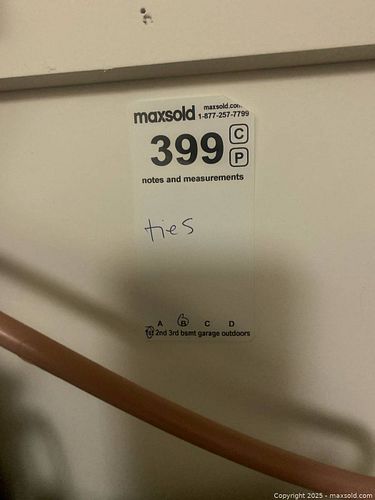 maxsold maxsold.com
1-877-257-7799
399 C
P
notes and measurements
ties
A B C D
1st 2nd 3rd bsmt garage outdoors
Copyright 2025 - maxsold.com